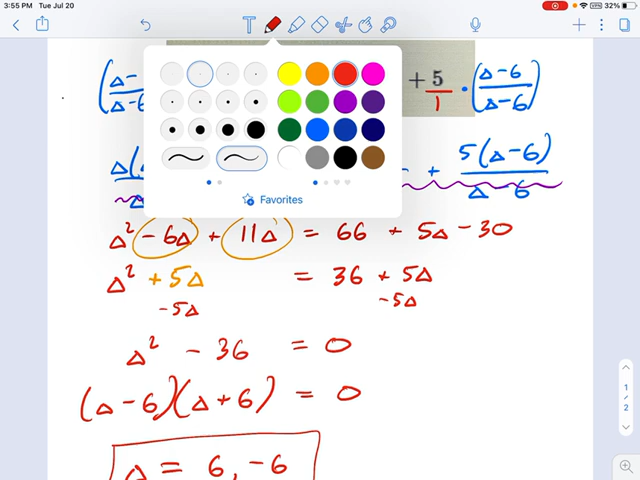 3:55 PM Tue Jul 20
32%
T
+ 5/1 · (Δ-6)/(Δ-6)
+ 5(Δ-6)/(Δ-6)
Favorites
Δ² - 6Δ + 11Δ = 66 + 5Δ - 30
Δ² + 5Δ = 36 + 5Δ
-5Δ -5Δ
Δ² - 36 = 0
(Δ-6)(Δ+6) = 0
Δ = 6, -6
1/2